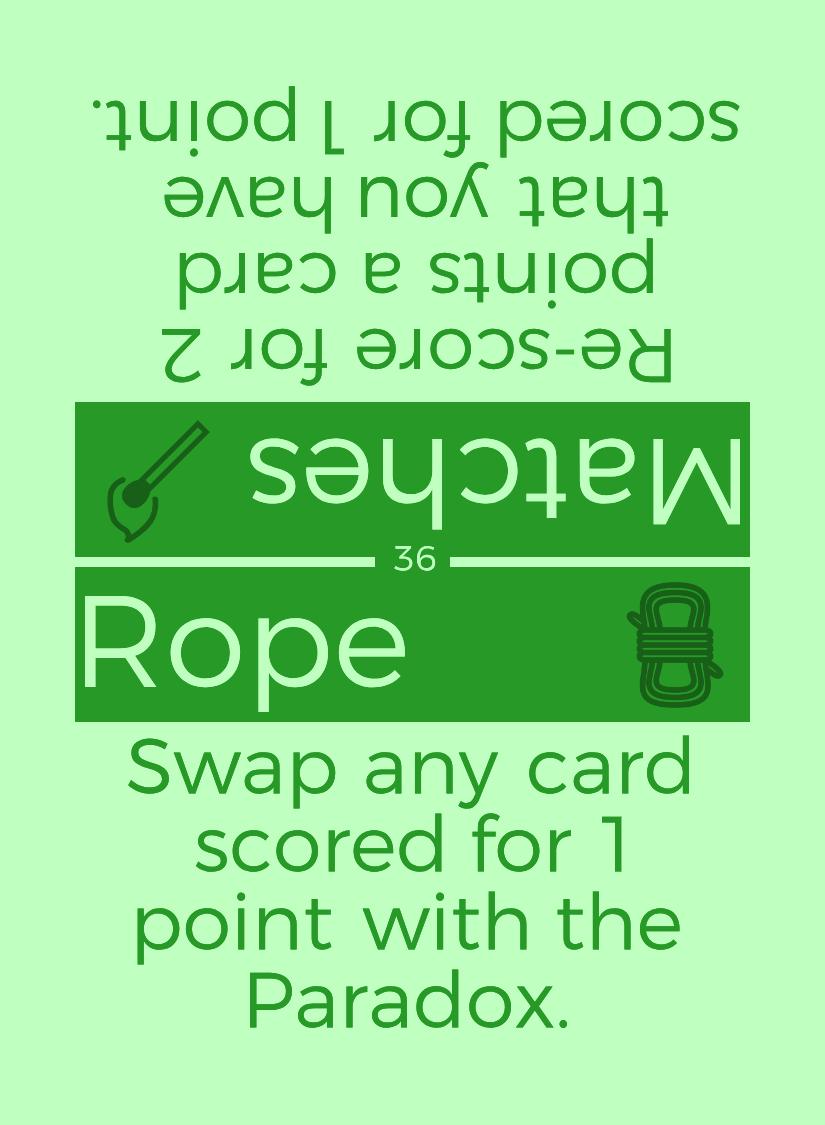 Matches
Re-score for 2
points a card
that you have
scored for 1 point.
36
Rope
Swap any card
scored for 1
point with the
Paradox.